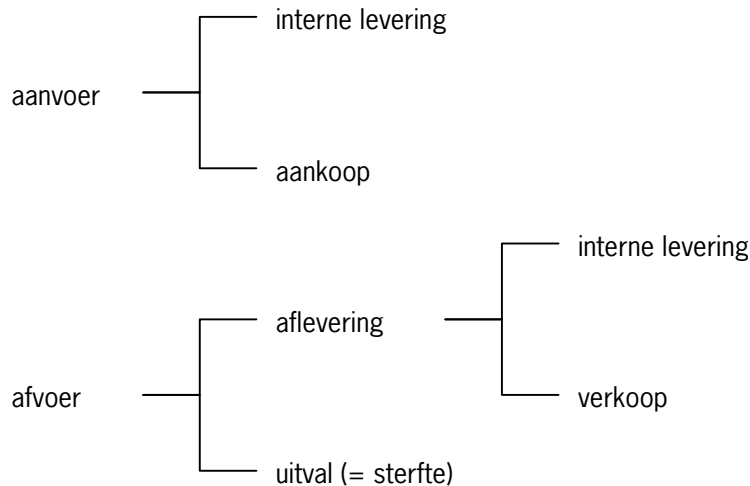 interne levering
aanvoer
aankoop
interne levering
aflevering
afvoer
verkoop
uitval (= sterfte)